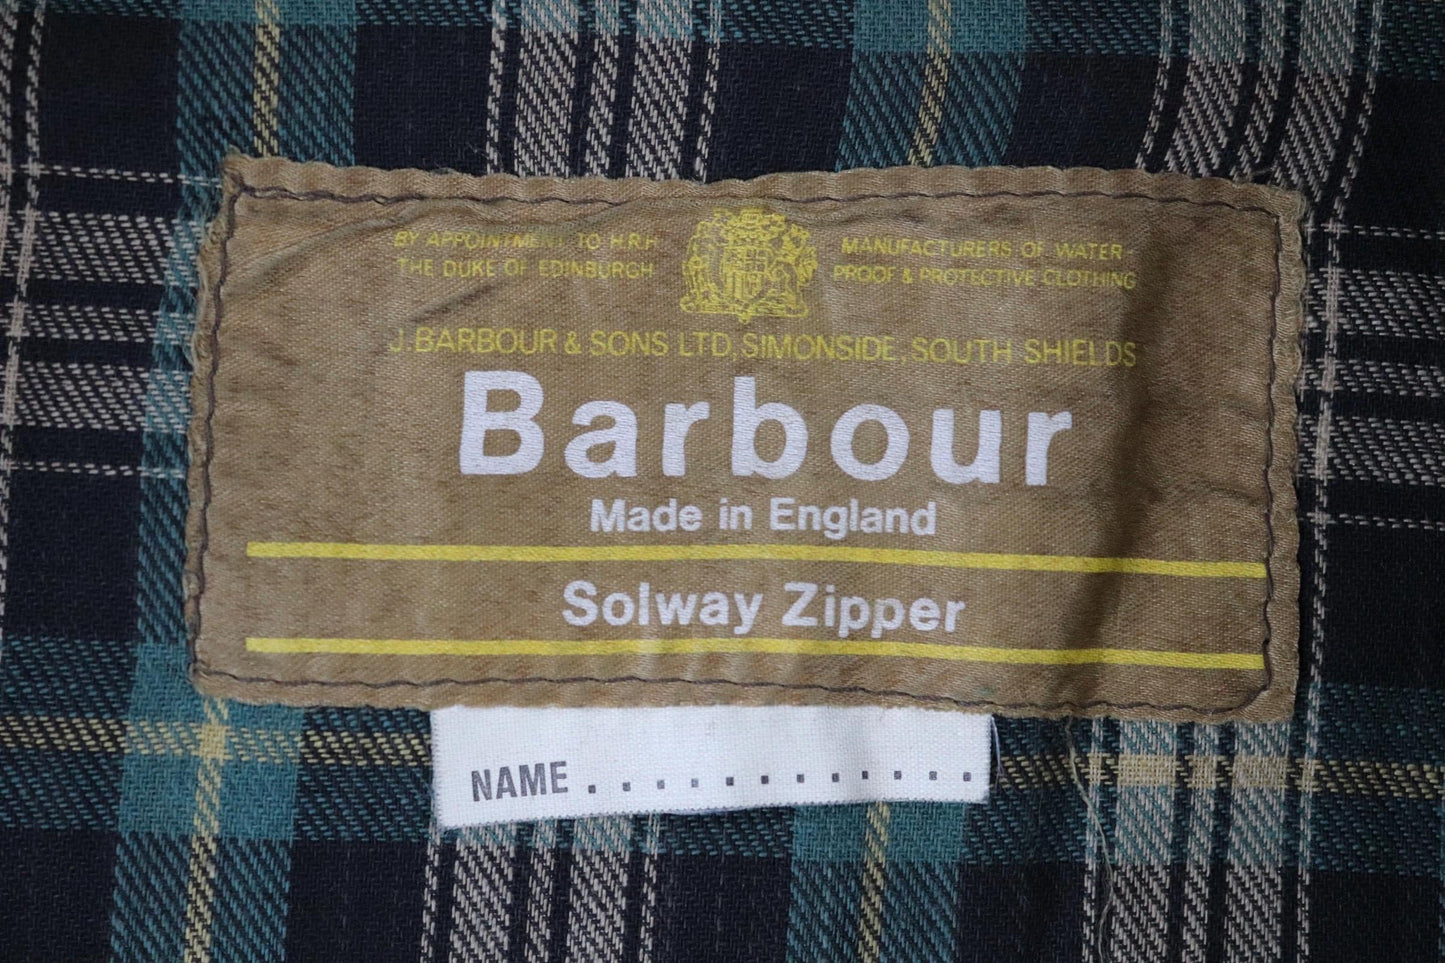 BY APPOINTMENT TO H.R.H
THE DUKE OF EDINBURGH
MANUFACTURERS OF WATER-
PROOF & PROTECTIVE CLOTHING
J. BARBOUR & SONS LTD, SIMONSIDE, SOUTH SHIELDS
Barbour
Made in England
Solway Zipper
NAME . . . . . . . . . . . .